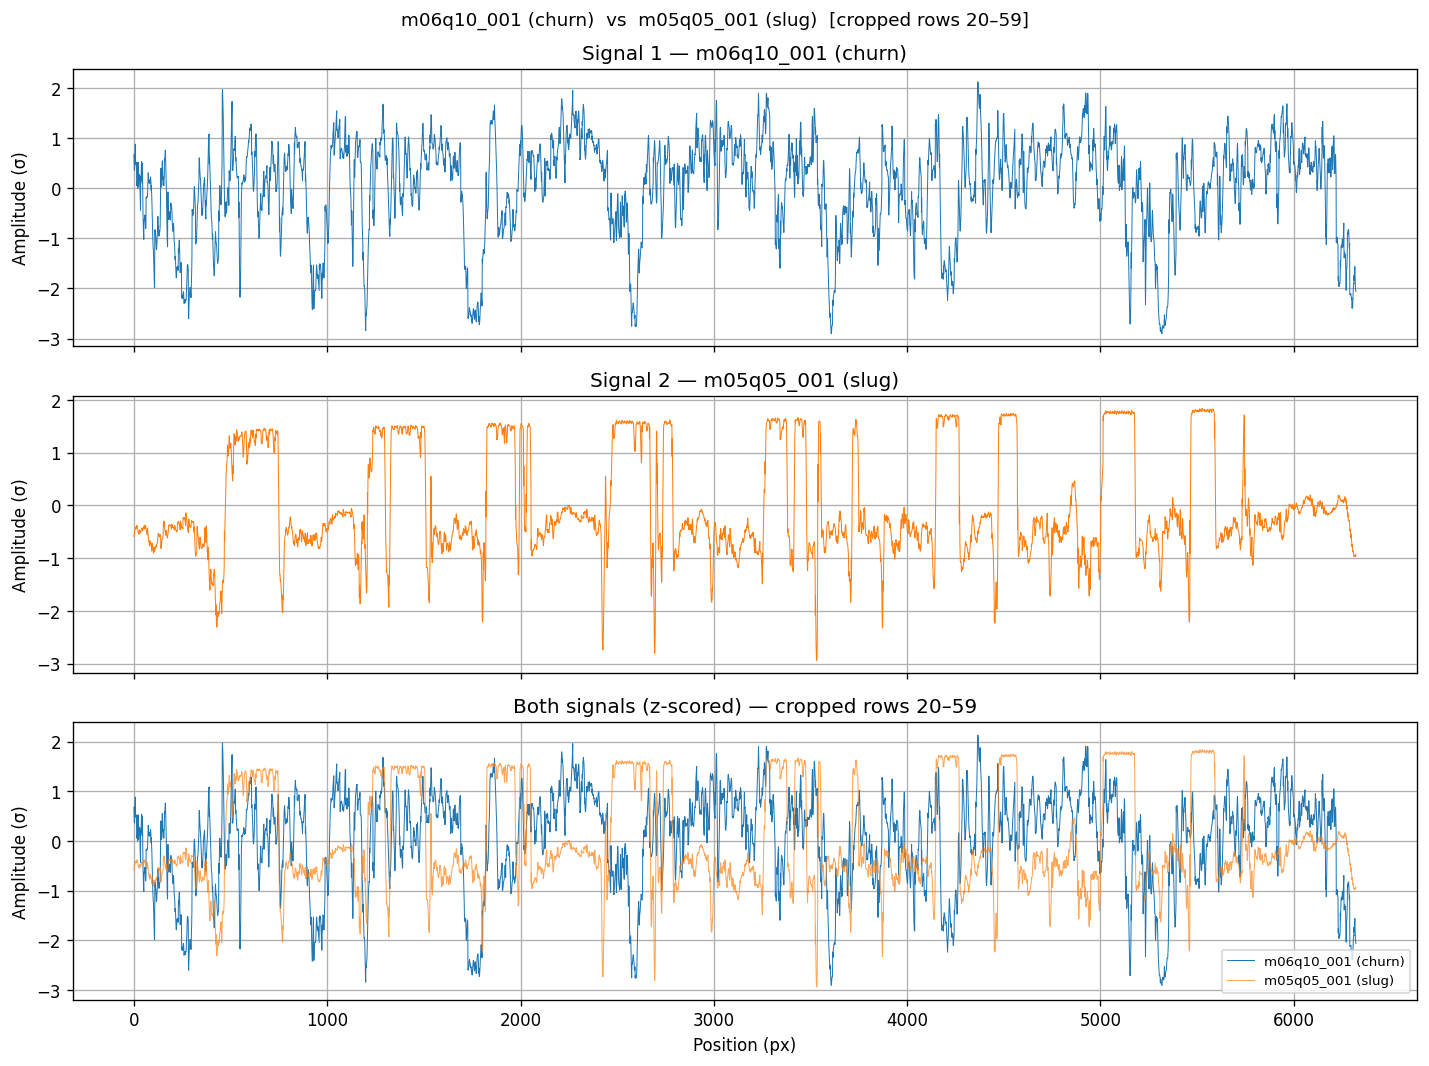 m06q10_001 (churn)  vs  m05q05_001 (slug)  [cropped rows 20–59]
Signal 1 — m06q10_001 (churn)
Amplitude (σ)
2
1
0
−1
−2
−3
Signal 2 — m05q05_001 (slug)
Amplitude (σ)
2
1
0
−1
−2
−3
Both signals (z-scored) — cropped rows 20–59
Amplitude (σ)
2
1
0
−1
−2
−3
m06q10_001 (churn)
m05q05_001 (slug)
0 1000 2000 3000 4000 5000 6000
Position (px)